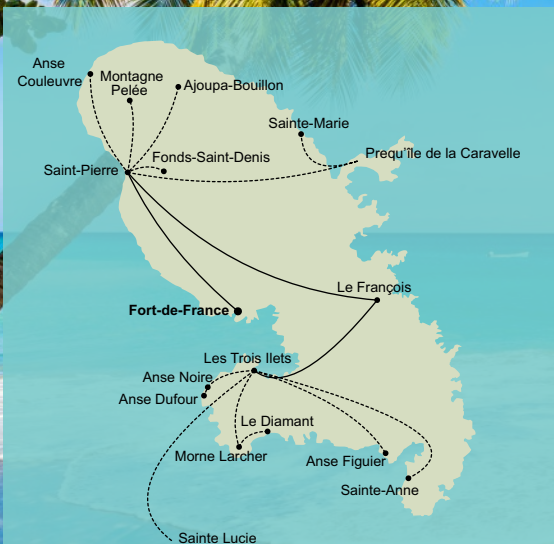 Anse
Couleuvre
Montagne
Pelée
Ajoupa-Bouillon
Sainte-Marie
Fonds-Saint-Denis
Prequ'île de la Caravelle
Saint-Pierre
Le François
Fort-de-France
Les Trois Ilets
Anse Noire
Anse Dufour
Le Diamant
Morne Larcher
Anse Figuier
Sainte-Anne
Sainte Lucie